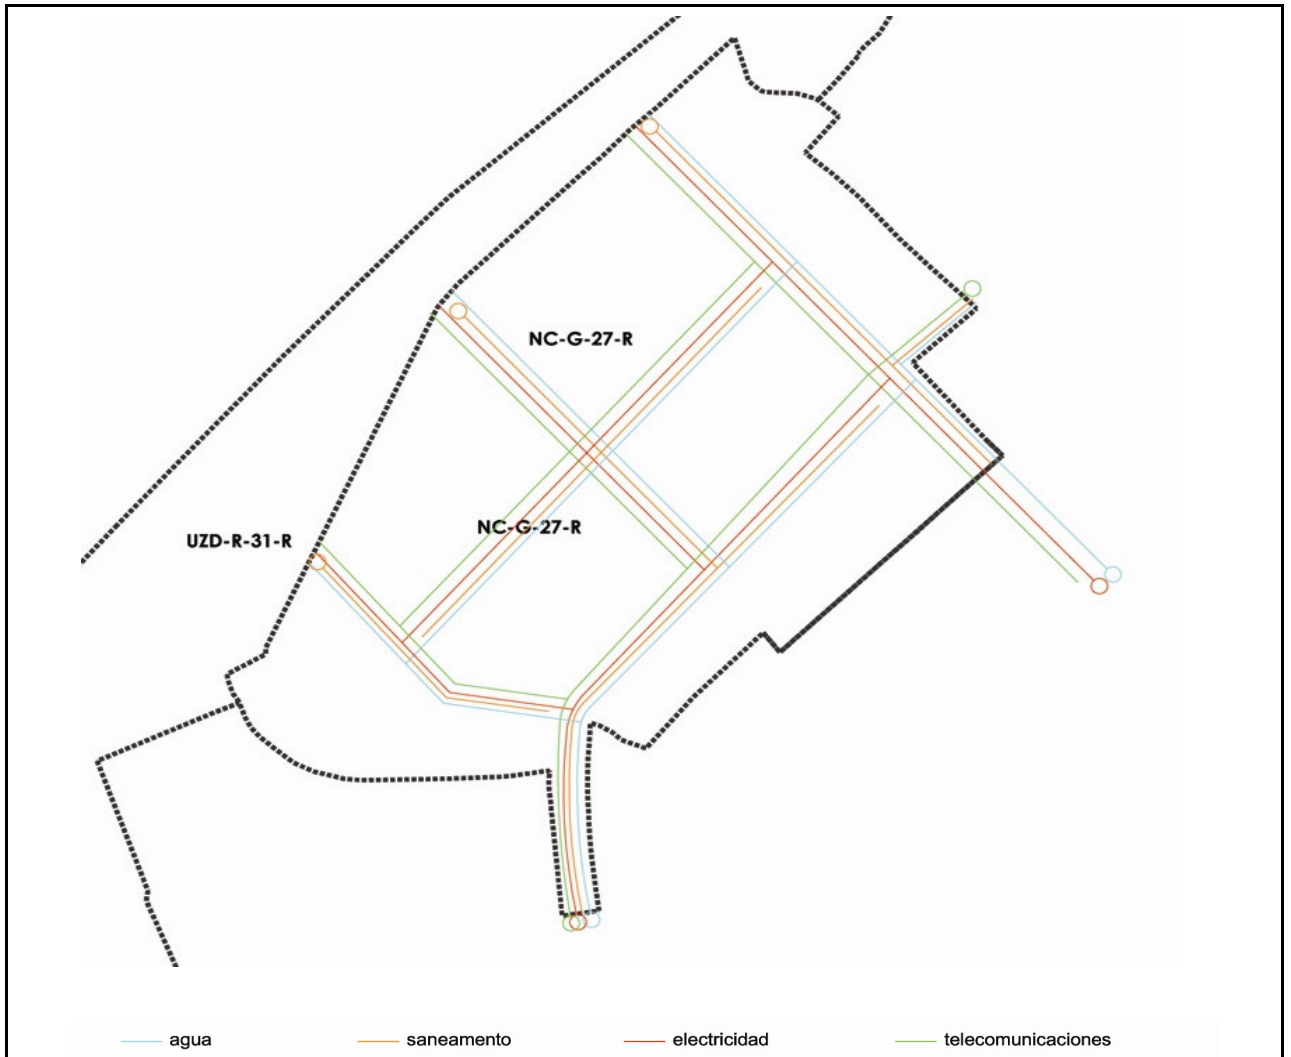 NC-G-27-R
NC-G-27-R
UZD-R-31-R
agua saneamento electricidad telecomunicaciones